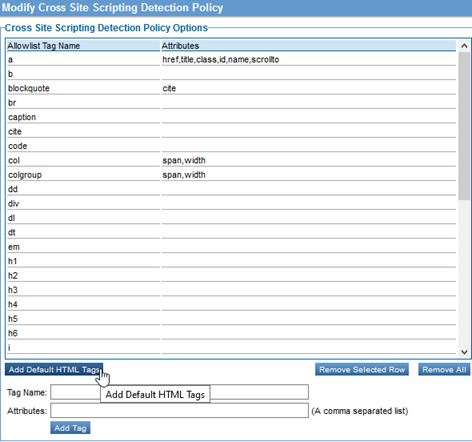 Modify Cross Site Scripting Detection Policy
Cross Site Scripting Detection Policy Options
Allowlist Tag Name Attributes
a href,title,class,id,name,scrollto
b
blockquote cite
br
caption
cite
code
col span,width
colgroup span,width
dd
div
dl
dt
em
h1
h2
h3
h4
h5
h6
i
Add Default HTML Tags Remove Selected Row Remove All
Tag Name: Add Default HTML Tags
Attributes: (A comma separated list)
Add Tag